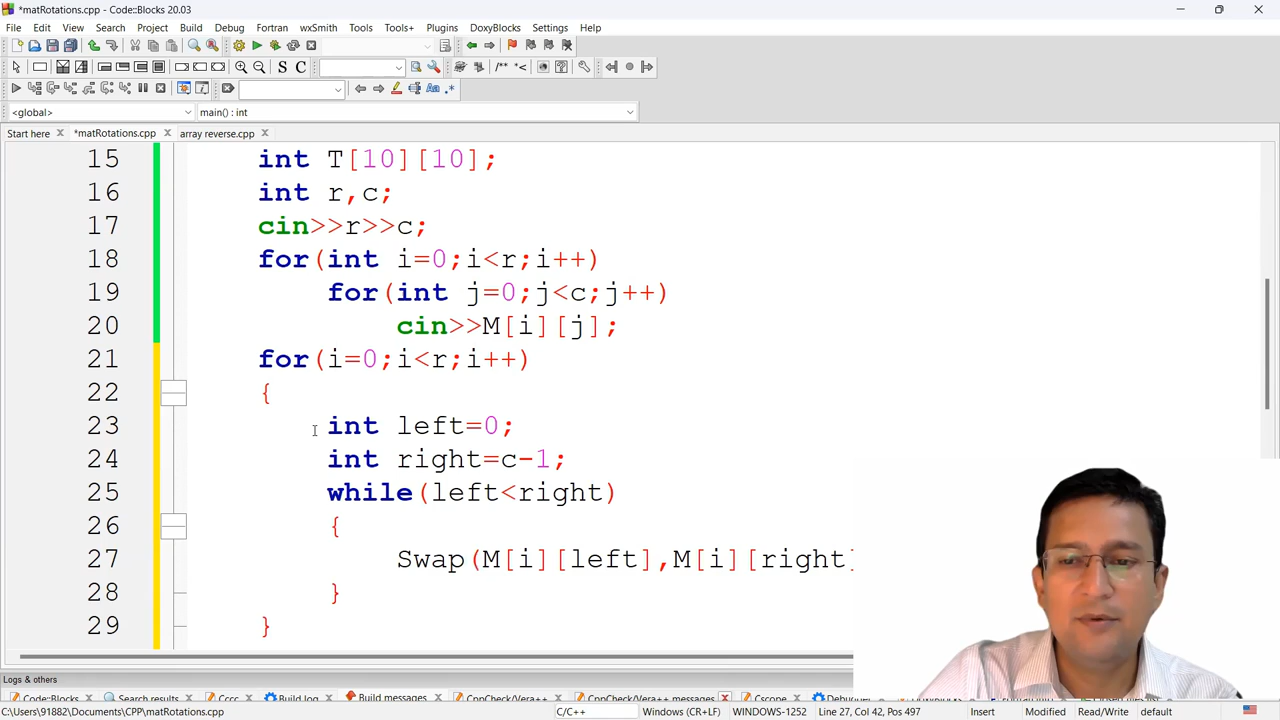 *matRotations.cpp - Code::Blocks 20.03
File Edit View Search Project Build Debug Fortran wxSmith Tools Tools+ Plugins DoxyBlocks Settings Help
<global> main() : int
Start here *matRotations.cpp array reverse.cpp
15 int T[10][10];
16 int r,c;
17 cin>>r>>c;
18 for(int i=0;i<r;i++)
19 for(int j=0;j<c;j++)
20 cin>>M[i][j];
21 for(i=0;i<r;i++)
22 {
23 int left=0;
24 int right=c-1;
25 while(left<right)
26 {
27 Swap(M[i][left],M[i][right]
28 }
29 }
Logs & others
Code::Blocks Search results Cccc Build log Build messages CppCheck/Vera++ CppCheck/Vera++ messages Cscope
C:\Users\91882\Documents\CPP\matRotations.cpp C/C++ Windows (CR+LF) WINDOWS-1252 Line 27, Col 42, Pos 497 Insert Modified Read/Write default